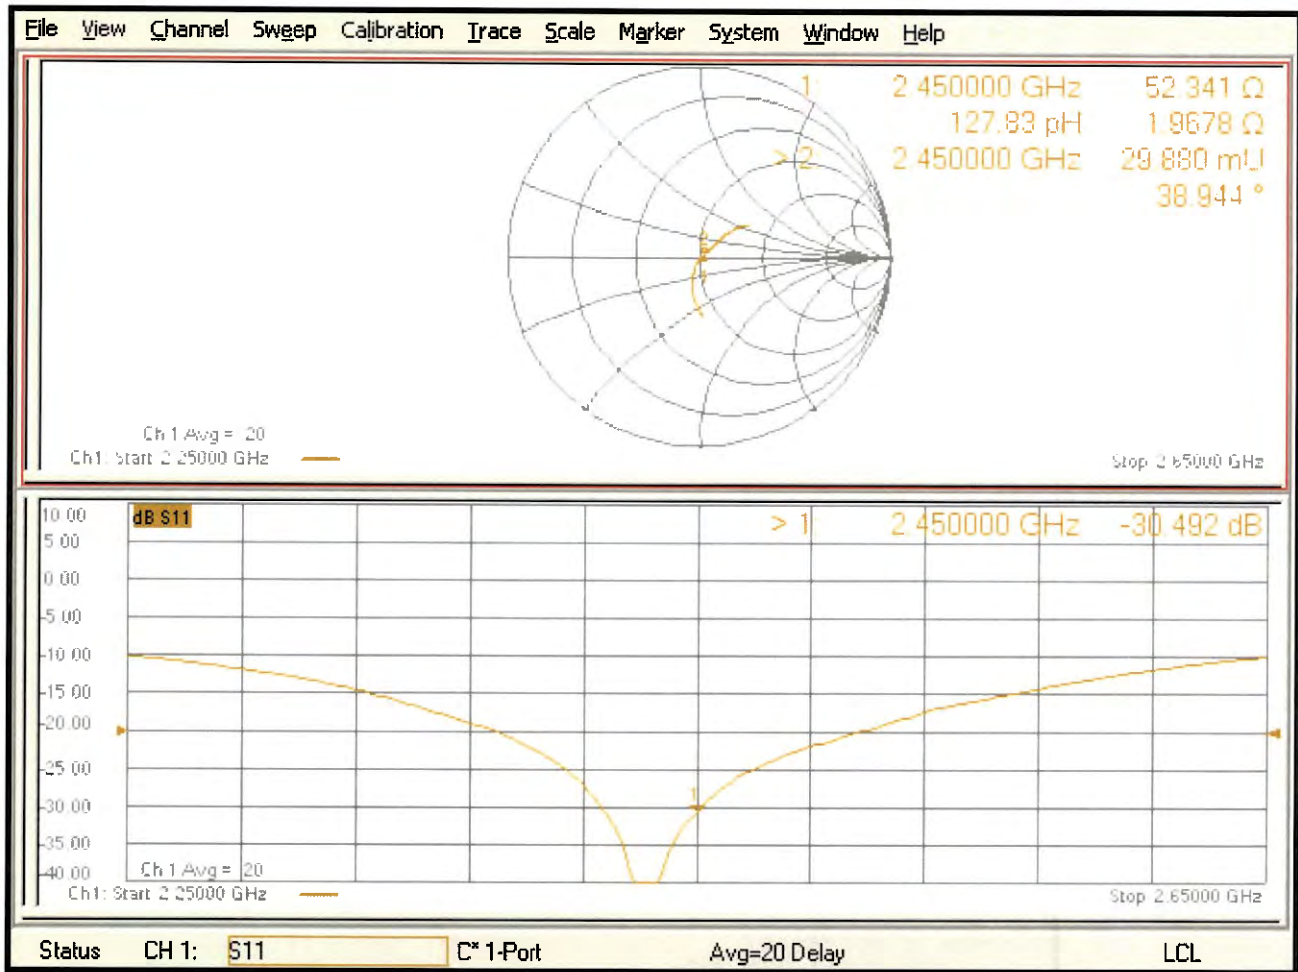 File View Channel Sweep Calibration Trace Scale Marker System Window Help
1: 2.450000 GHz 52.341 Ω
127.83 pH 1.9678 Ω
> 2: 2.450000 GHz 29.880 mU
38.944 °
Ch 1 Avg = 20
Ch1: Start 2.25000 GHz
Stop 2.65000 GHz
10.00
dB S11
> 1: 2.450000 GHz -30.492 dB
5.00
0.00
-5.00
-10.00
-15.00
-20.00
-25.00
-30.00
1
-35.00
-40.00
Ch 1 Avg = 20
Ch1: Start 2.25000 GHz
Stop 2.65000 GHz
Status CH 1: S11 C* 1-Port Avg=20 Delay LCL